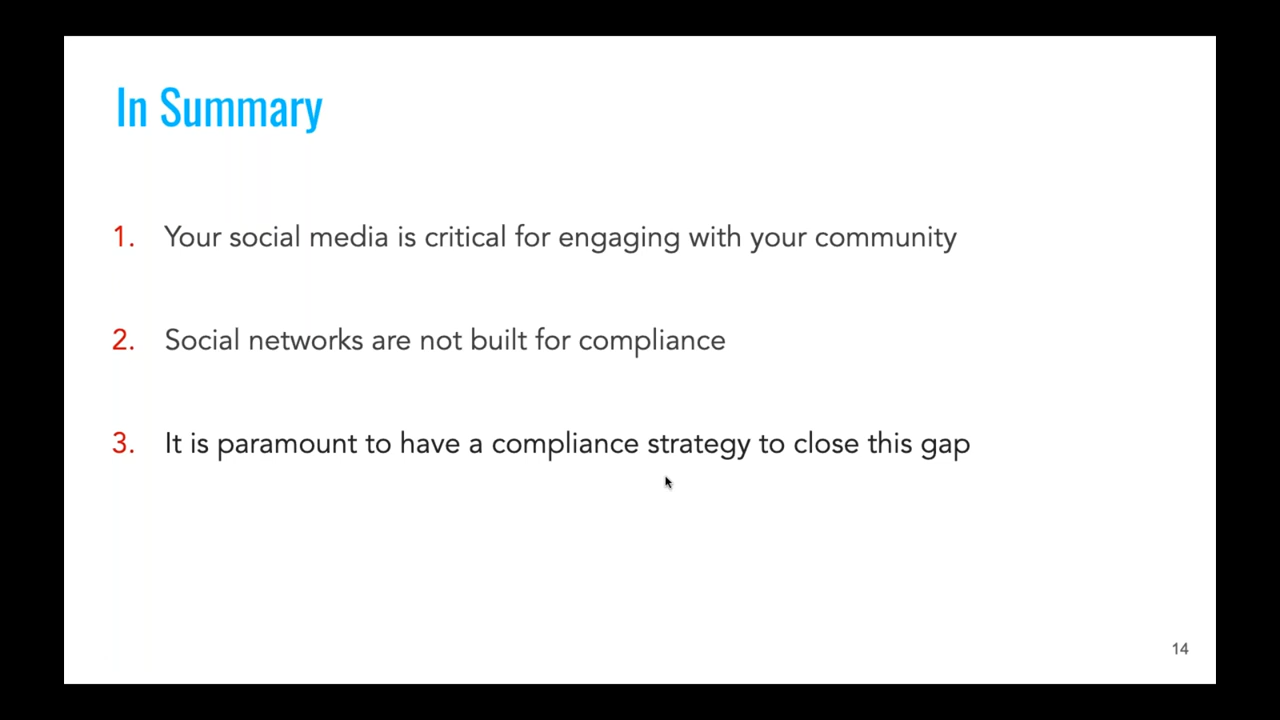 In Summary
1. Your social media is critical for engaging with your community
2. Social networks are not built for compliance
3. It is paramount to have a compliance strategy to close this gap
14